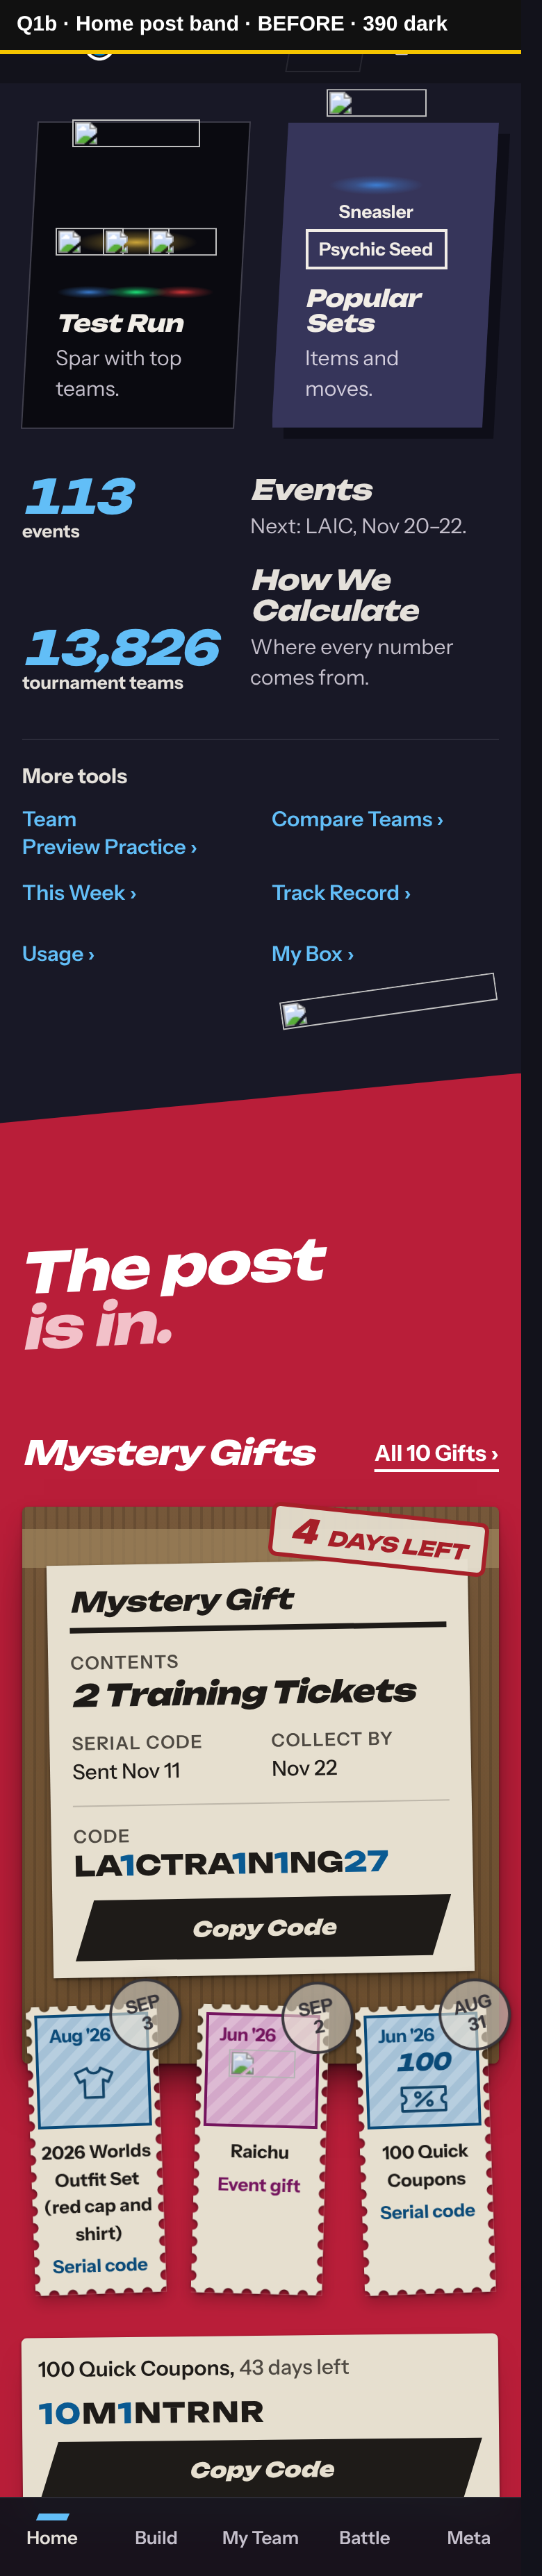 Q1b · Home post band · BEFORE · 390 dark
Sneasler
Psychic Seed
Test Run
Spar with top
teams.
Popular
Sets
Items and
moves.
113
events
Events
Next: LAIC, Nov 20–22.
13,826
tournament teams
How We
Calculate
Where every number
comes from.
More tools
Team
Preview Practice ›
Compare Teams ›
This Week ›
Track Record ›
Usage ›
My Box ›
The post
is in.
Mystery Gifts
All 10 Gifts ›
4 DAYS LEFT
Mystery Gift
CONTENTS
2 Training Tickets
SERIAL CODE
Sent Nov 11
COLLECT BY
Nov 22
CODE
LA1CTRA1N1NG27
Copy Code
SEP
3
Aug '26
2026 Worlds
Outfit Set
(red cap and
shirt)
Serial code
SEP
2
Jun '26
Raichu
Event gift
AUG
31
Jun '26
100
100 Quick
Coupons
Serial code
100 Quick Coupons, 43 days left
10M1NTRNR
Copy Code
Home
Build
My Team
Battle
Meta